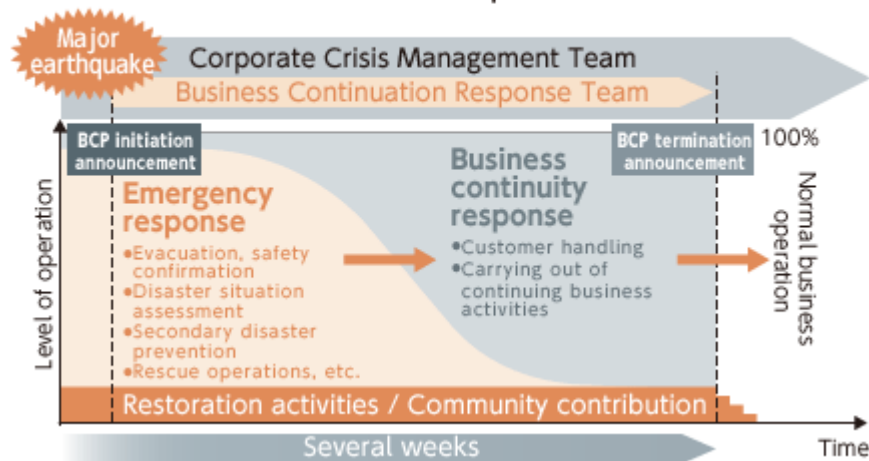 Major
earthquake
Corporate Crisis Management Team
Business Continuation Response Team
BCP initiation
announcement
BCP termination
announcement
100%
Level of operation
Emergency
response
•Evacuation, safety
confirmation
•Disaster situation
assessment
•Secondary disaster
prevention
•Rescue operations, etc.
Business
continuity
response
•Customer handling
•Carrying out of
continuing business
activities
Normal business
operation
Restoration activities / Community contribution
Several weeks
Time